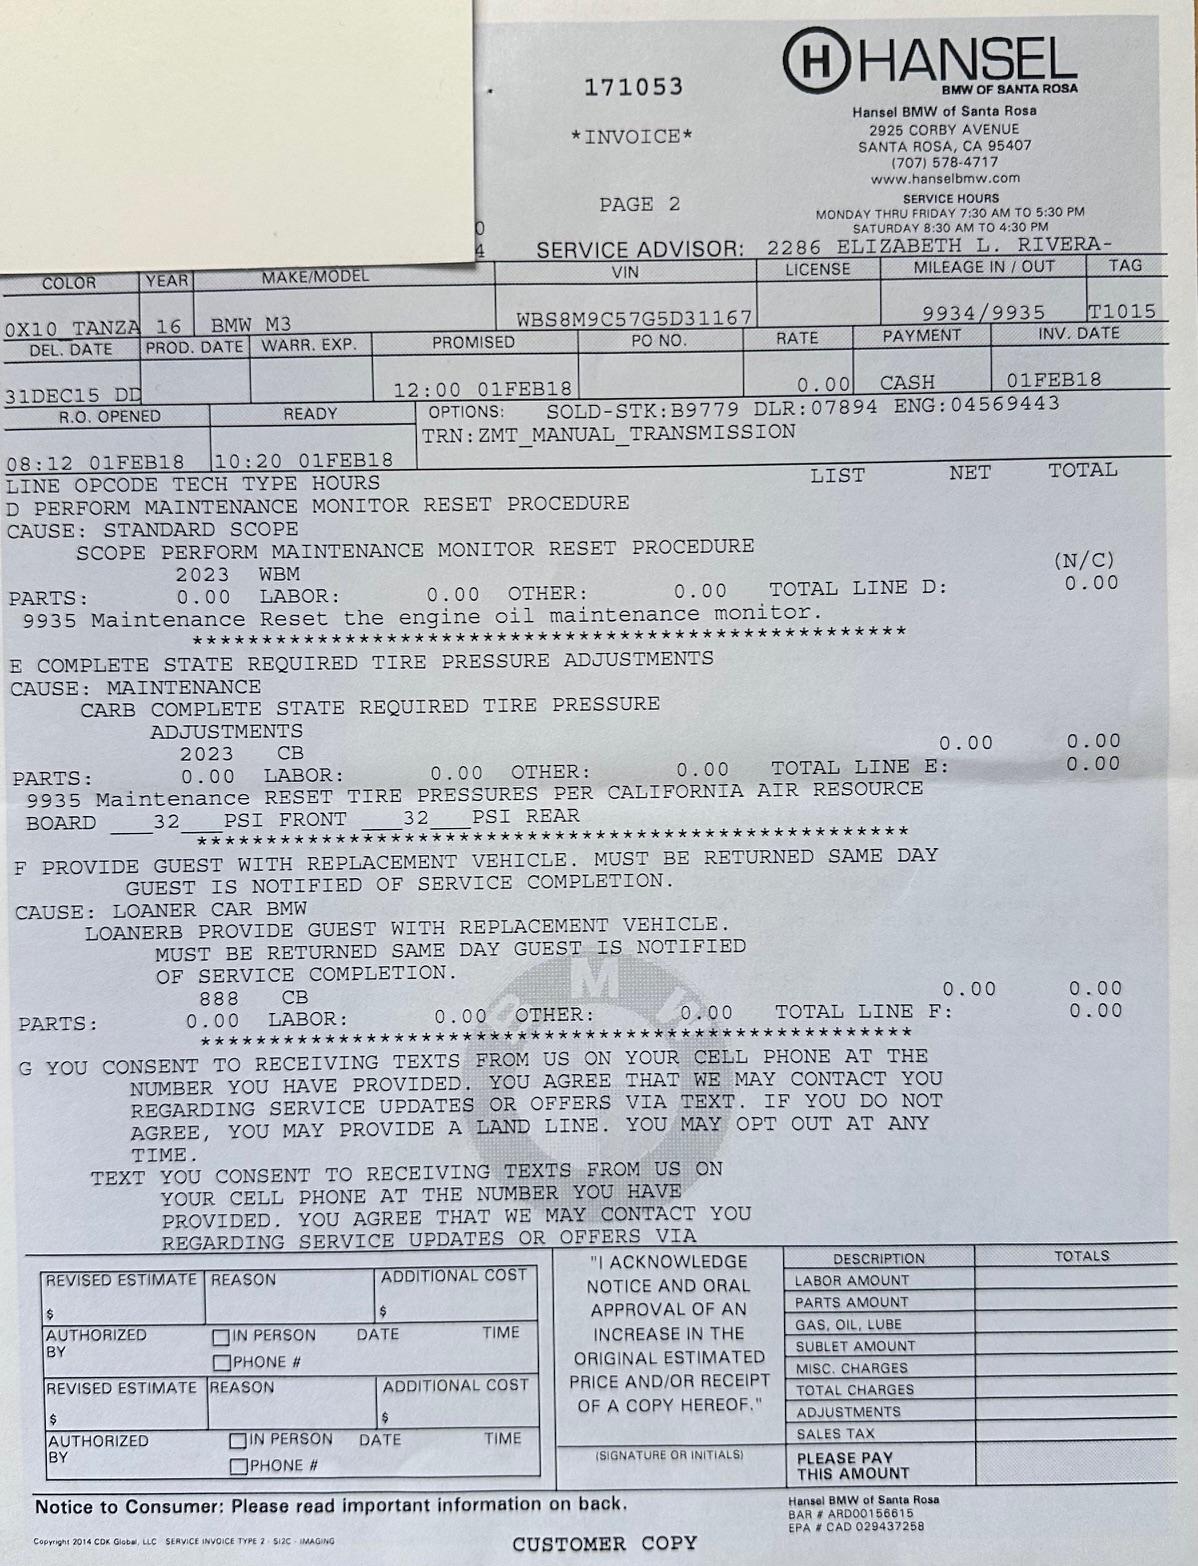 171053
*INVOICE*
PAGE 2
H HANSEL
BMW OF SANTA ROSA
Hansel BMW of Santa Rosa
2925 CORBY AVENUE
SANTA ROSA, CA 95407
(707) 578-4717
www.hanselbmw.com
SERVICE HOURS
MONDAY THRU FRIDAY 7:30 AM TO 5:30 PM
SATURDAY 8:30 AM TO 4:30 PM
0
4 SERVICE ADVISOR: 2286 ELIZABETH L. RIVERA-
COLOR YEAR MAKE/MODEL VIN LICENSE MILEAGE IN / OUT TAG
0X10 TANZA 16 BMW M3 WBS8M9C57G5D31167 9934/9935 T1015
DEL. DATE PROD. DATE WARR. EXP. PROMISED PO NO. RATE PAYMENT INV. DATE
31DEC15 DD 12:00 01FEB18 0.00 CASH 01FEB18
R.O. OPENED READY OPTIONS: SOLD-STK:B9779 DLR:07894 ENG:04569443
TRN:ZMT_MANUAL_TRANSMISSION
08:12 01FEB18 10:20 01FEB18
LINE OPCODE TECH TYPE HOURS LIST NET TOTAL
D PERFORM MAINTENANCE MONITOR RESET PROCEDURE
CAUSE: STANDARD SCOPE
SCOPE PERFORM MAINTENANCE MONITOR RESET PROCEDURE
2023 WBM (N/C)
PARTS: 0.00 LABOR: 0.00 OTHER: 0.00 TOTAL LINE D: 0.00
9935 Maintenance Reset the engine oil maintenance monitor.
***************************************************
E COMPLETE STATE REQUIRED TIRE PRESSURE ADJUSTMENTS
CAUSE: MAINTENANCE
CARB COMPLETE STATE REQUIRED TIRE PRESSURE
ADJUSTMENTS
2023 CB 0.00 0.00
PARTS: 0.00 LABOR: 0.00 OTHER: 0.00 TOTAL LINE E: 0.00
9935 Maintenance RESET TIRE PRESSURES PER CALIFORNIA AIR RESOURCE
BOARD ___32___PSI FRONT ___32___PSI REAR
***************************************************
F PROVIDE GUEST WITH REPLACEMENT VEHICLE. MUST BE RETURNED SAME DAY
GUEST IS NOTIFIED OF SERVICE COMPLETION.
CAUSE: LOANER CAR BMW
LOANERB PROVIDE GUEST WITH REPLACEMENT VEHICLE.
MUST BE RETURNED SAME DAY GUEST IS NOTIFIED
OF SERVICE COMPLETION.
888 CB 0.00 0.00
PARTS: 0.00 LABOR: 0.00 OTHER: 0.00 TOTAL LINE F: 0.00
***************************************************
G YOU CONSENT TO RECEIVING TEXTS FROM US ON YOUR CELL PHONE AT THE
NUMBER YOU HAVE PROVIDED. YOU AGREE THAT WE MAY CONTACT YOU
REGARDING SERVICE UPDATES OR OFFERS VIA TEXT. IF YOU DO NOT
AGREE, YOU MAY PROVIDE A LAND LINE. YOU MAY OPT OUT AT ANY
TIME.
TEXT YOU CONSENT TO RECEIVING TEXTS FROM US ON
YOUR CELL PHONE AT THE NUMBER YOU HAVE
PROVIDED. YOU AGREE THAT WE MAY CONTACT YOU
REGARDING SERVICE UPDATES OR OFFERS VIA
BMW
REVISED ESTIMATE REASON ADDITIONAL COST
$ $
AUTHORIZED BY IN PERSON DATE TIME
PHONE #
REVISED ESTIMATE REASON ADDITIONAL COST
$ $
AUTHORIZED BY IN PERSON DATE TIME
PHONE #
"I ACKNOWLEDGE
NOTICE AND ORAL
APPROVAL OF AN
INCREASE IN THE
ORIGINAL ESTIMATED
PRICE AND/OR RECEIPT
OF A COPY HEREOF."
(SIGNATURE OR INITIALS)
DESCRIPTION TOTALS
LABOR AMOUNT
PARTS AMOUNT
GAS, OIL, LUBE
SUBLET AMOUNT
MISC. CHARGES
TOTAL CHARGES
ADJUSTMENTS
SALES TAX
PLEASE PAY
THIS AMOUNT
Notice to Consumer: Please read important information on back.
Hansel BMW of Santa Rosa
BAR # ARD00156615
EPA # CAD 029437258
Copyright 2014 CDK Global, LLC SERVICE INVOICE TYPE 2 - SI2C - IMAGING
CUSTOMER COPY